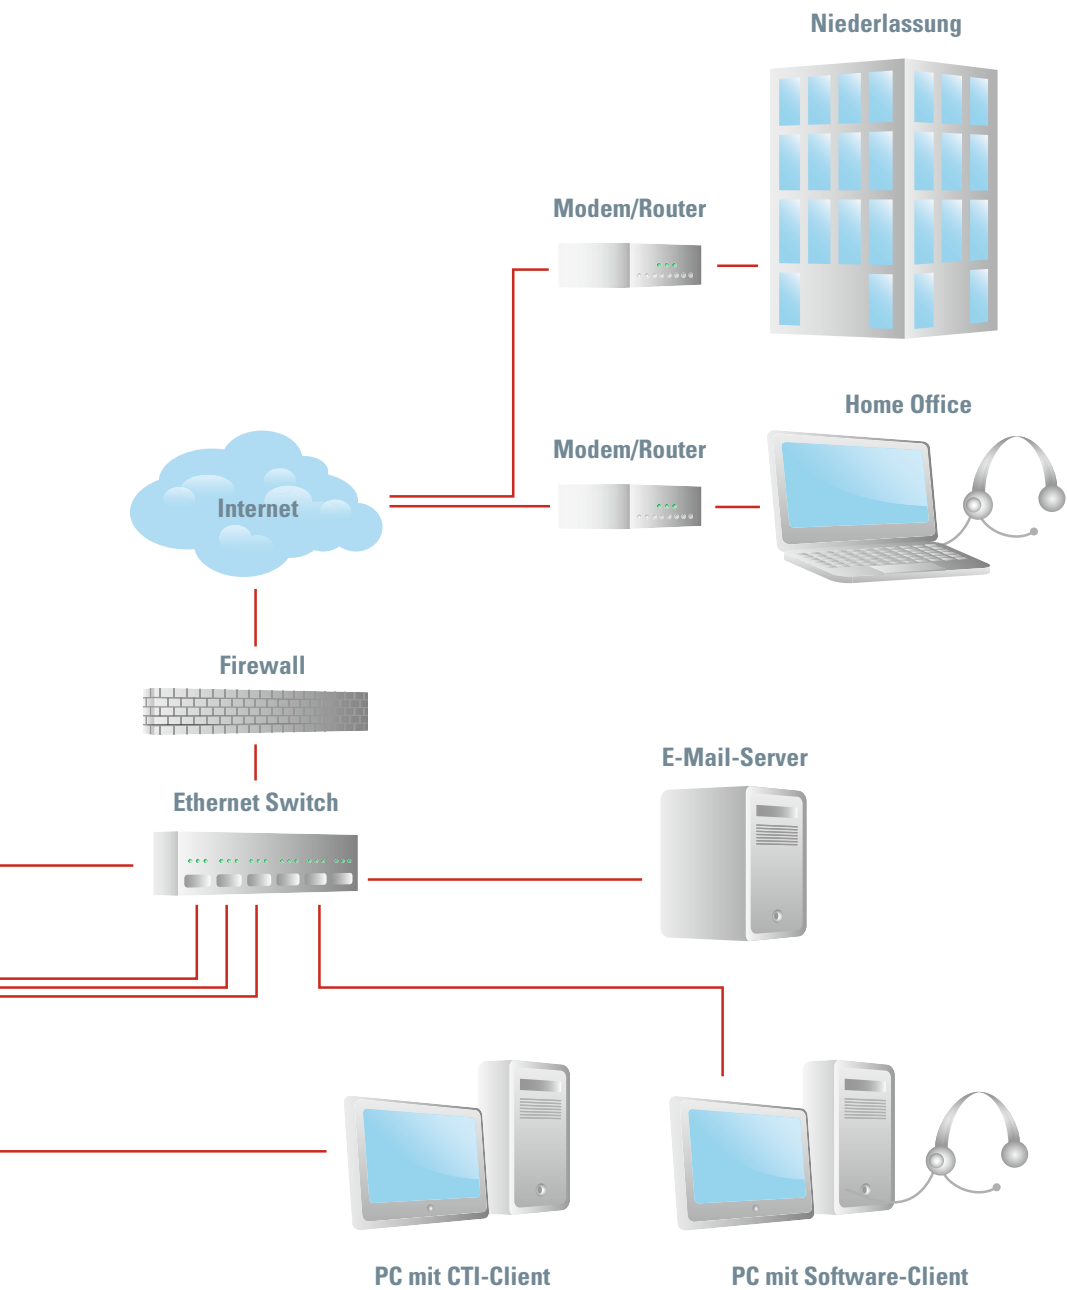 Niederlassung
Modem/Router
Home Office
Modem/Router
Internet
Firewall
E-Mail-Server
Ethernet Switch
PC mit CTI-Client
PC mit Software-Client